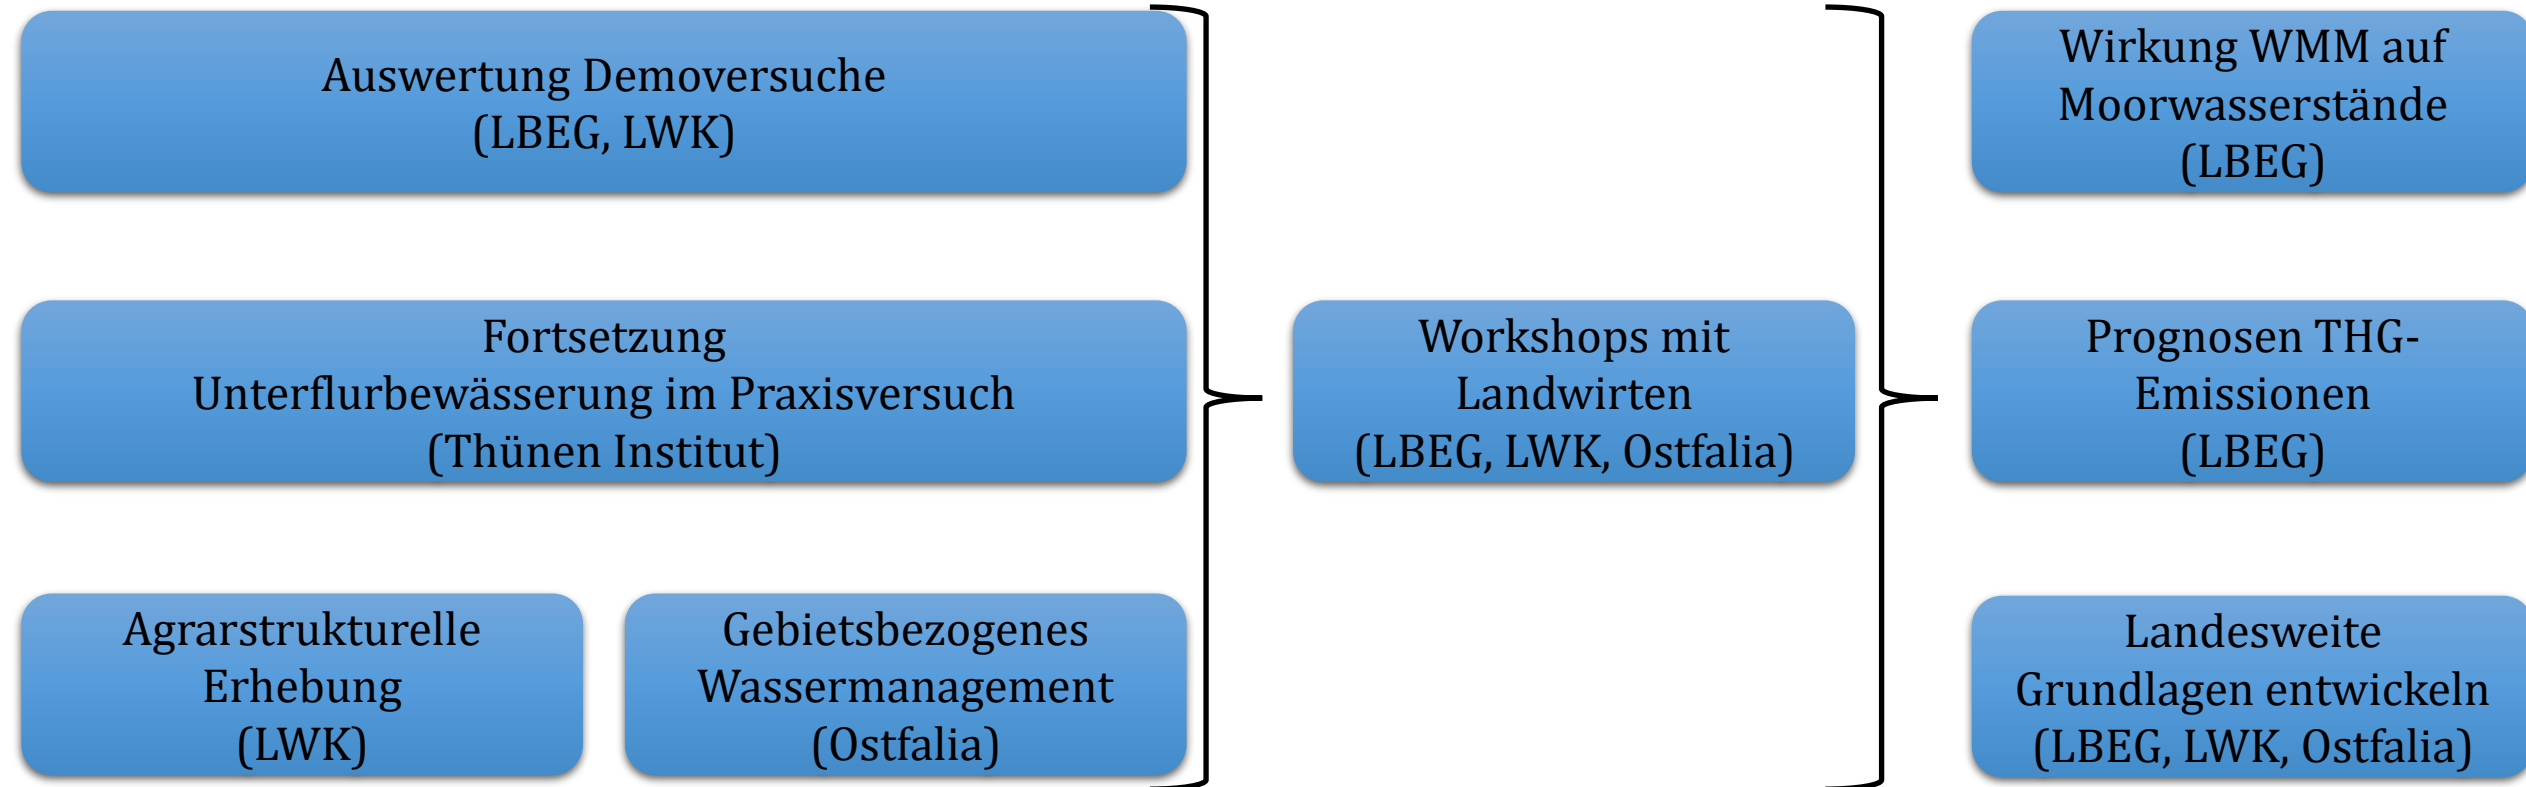 Auswertung Demoversuche
(LBEG, LWK)
Fortsetzung
Unterflurbewässerung im Praxisversuch
(Thünen Institut)
Agrarstrukturelle
Erhebung
(LWK)
Gebietsbezogenes
Wassermanagement
(Ostfalia)
Workshops mit
Landwirten
(LBEG, LWK, Ostfalia)
Wirkung WMM auf
Moorwasserstände
(LBEG)
Prognosen THG-
Emissionen
(LBEG)
Landesweite
Grundlagen entwickeln
(LBEG, LWK, Ostfalia)